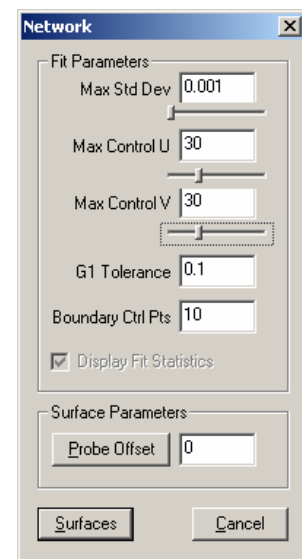 Network
Fit Parameters
Max Std Dev 0.001
Max Control U 30
Max Control V 30
G1 Tolerance 0.1
Boundary Ctrl Pts 10
Display Fit Statistics
Surface Parameters
Probe Offset 0
Surfaces Cancel